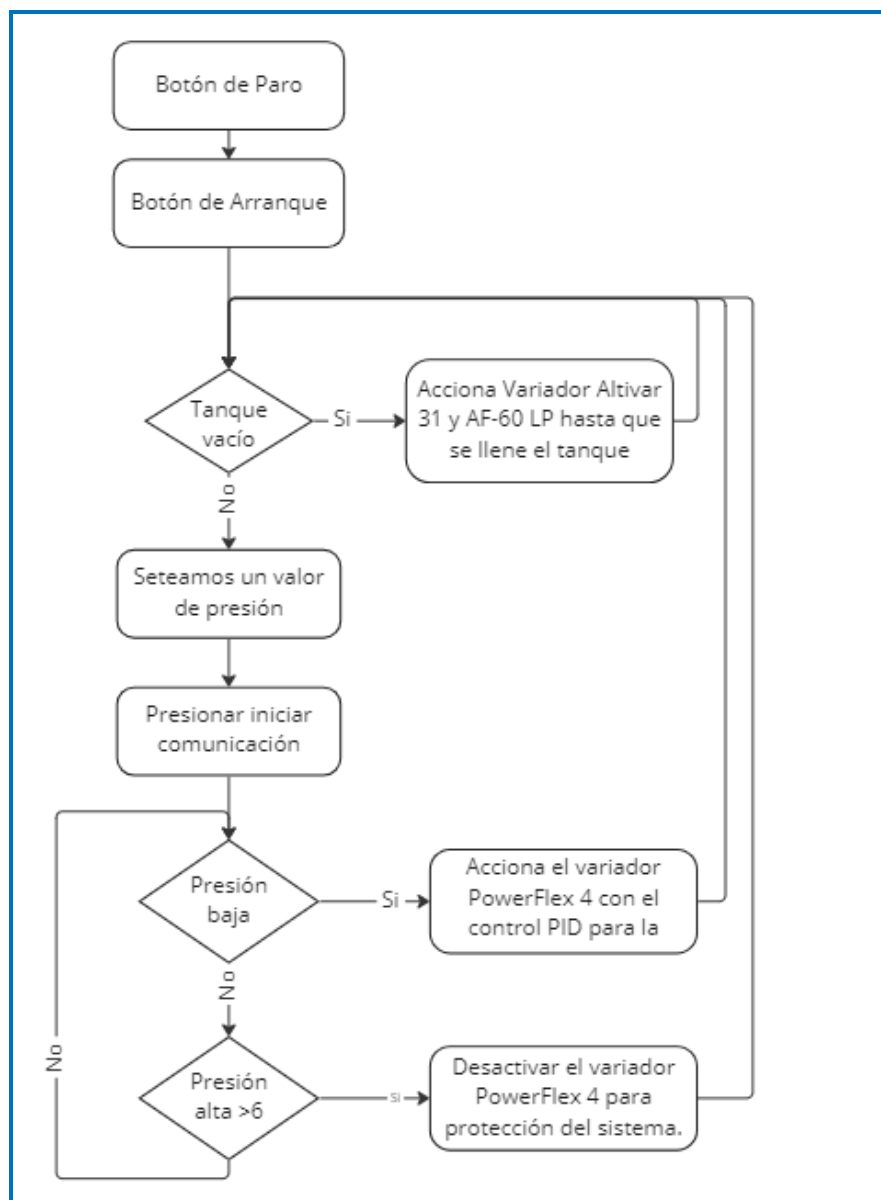 Botón de Paro
Botón de Arranque
Tanque
vacío
Si
Acciona Variador Altivar
31 y AF-60 LP hasta que
se llene el tanque
No
Seteamos un valor
de presión
Presionar iniciar
comunicación
Presión
baja
Si
Acciona el variador
PowerFlex 4 con el
control PID para la
No
No
Presión
alta >6
si
Desactivar el variador
PowerFlex 4 para
protección del sistema.